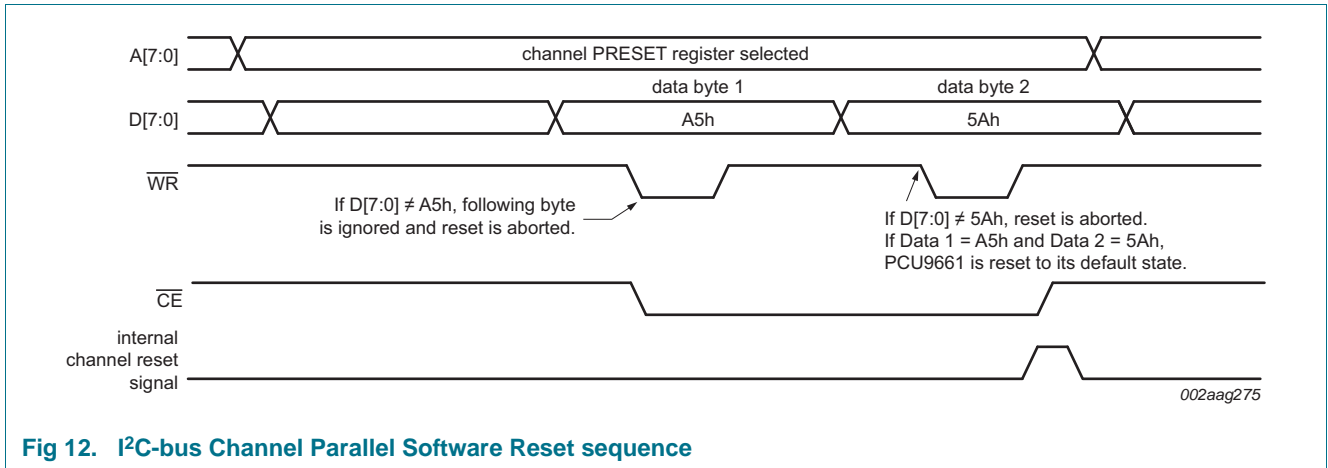 A[7:0]
channel PRESET register selected
data byte 1
data byte 2
D[7:0]
A5h
5Ah
WR
If D[7:0] ≠ A5h, following byte
is ignored and reset is aborted.
If D[7:0] ≠ 5Ah, reset is aborted.
If Data 1 = A5h and Data 2 = 5Ah,
PCU9661 is reset to its default state.
CE
internal
channel reset
signal
002aag275
Fig 12. I²C-bus Channel Parallel Software Reset sequence